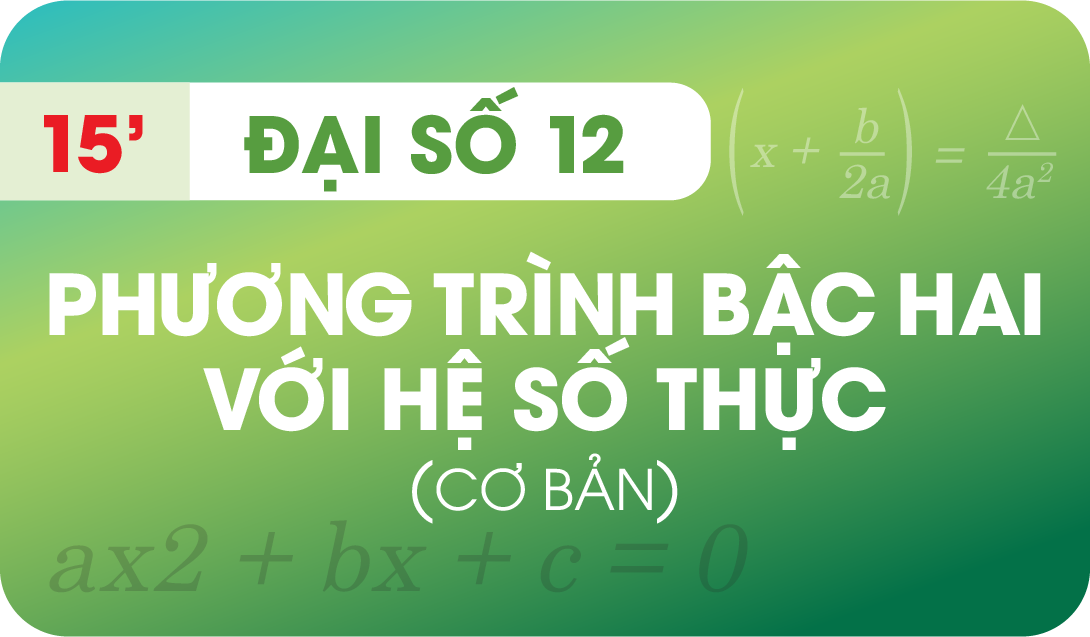 15’ ĐẠI SỐ 12
(x + b/2a) = △/4a²
PHƯƠNG TRÌNH BẬC HAI
VỚI HỆ SỐ THỰC
(CƠ BẢN)
ax2 + bx + c = 0